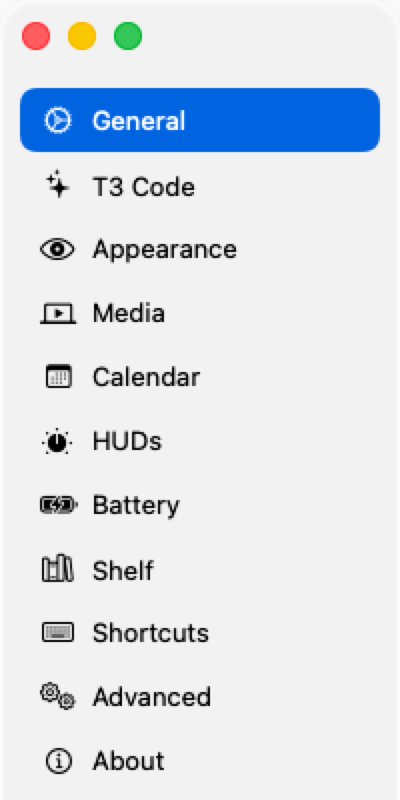 General
T3 Code
Appearance
Media
Calendar
HUDs
Battery
Shelf
Shortcuts
Advanced
About